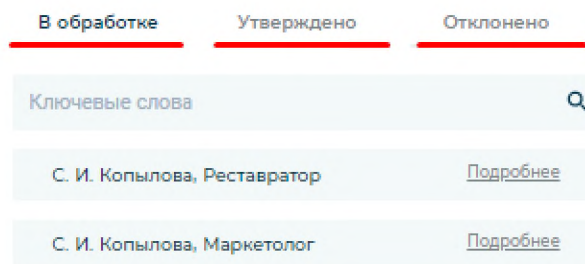 В обработке Утверждено Отклонено
Ключевые слова
С. И. Копылова, Реставратор Подробнее
С. И. Копылова, Маркетолог Подробнее